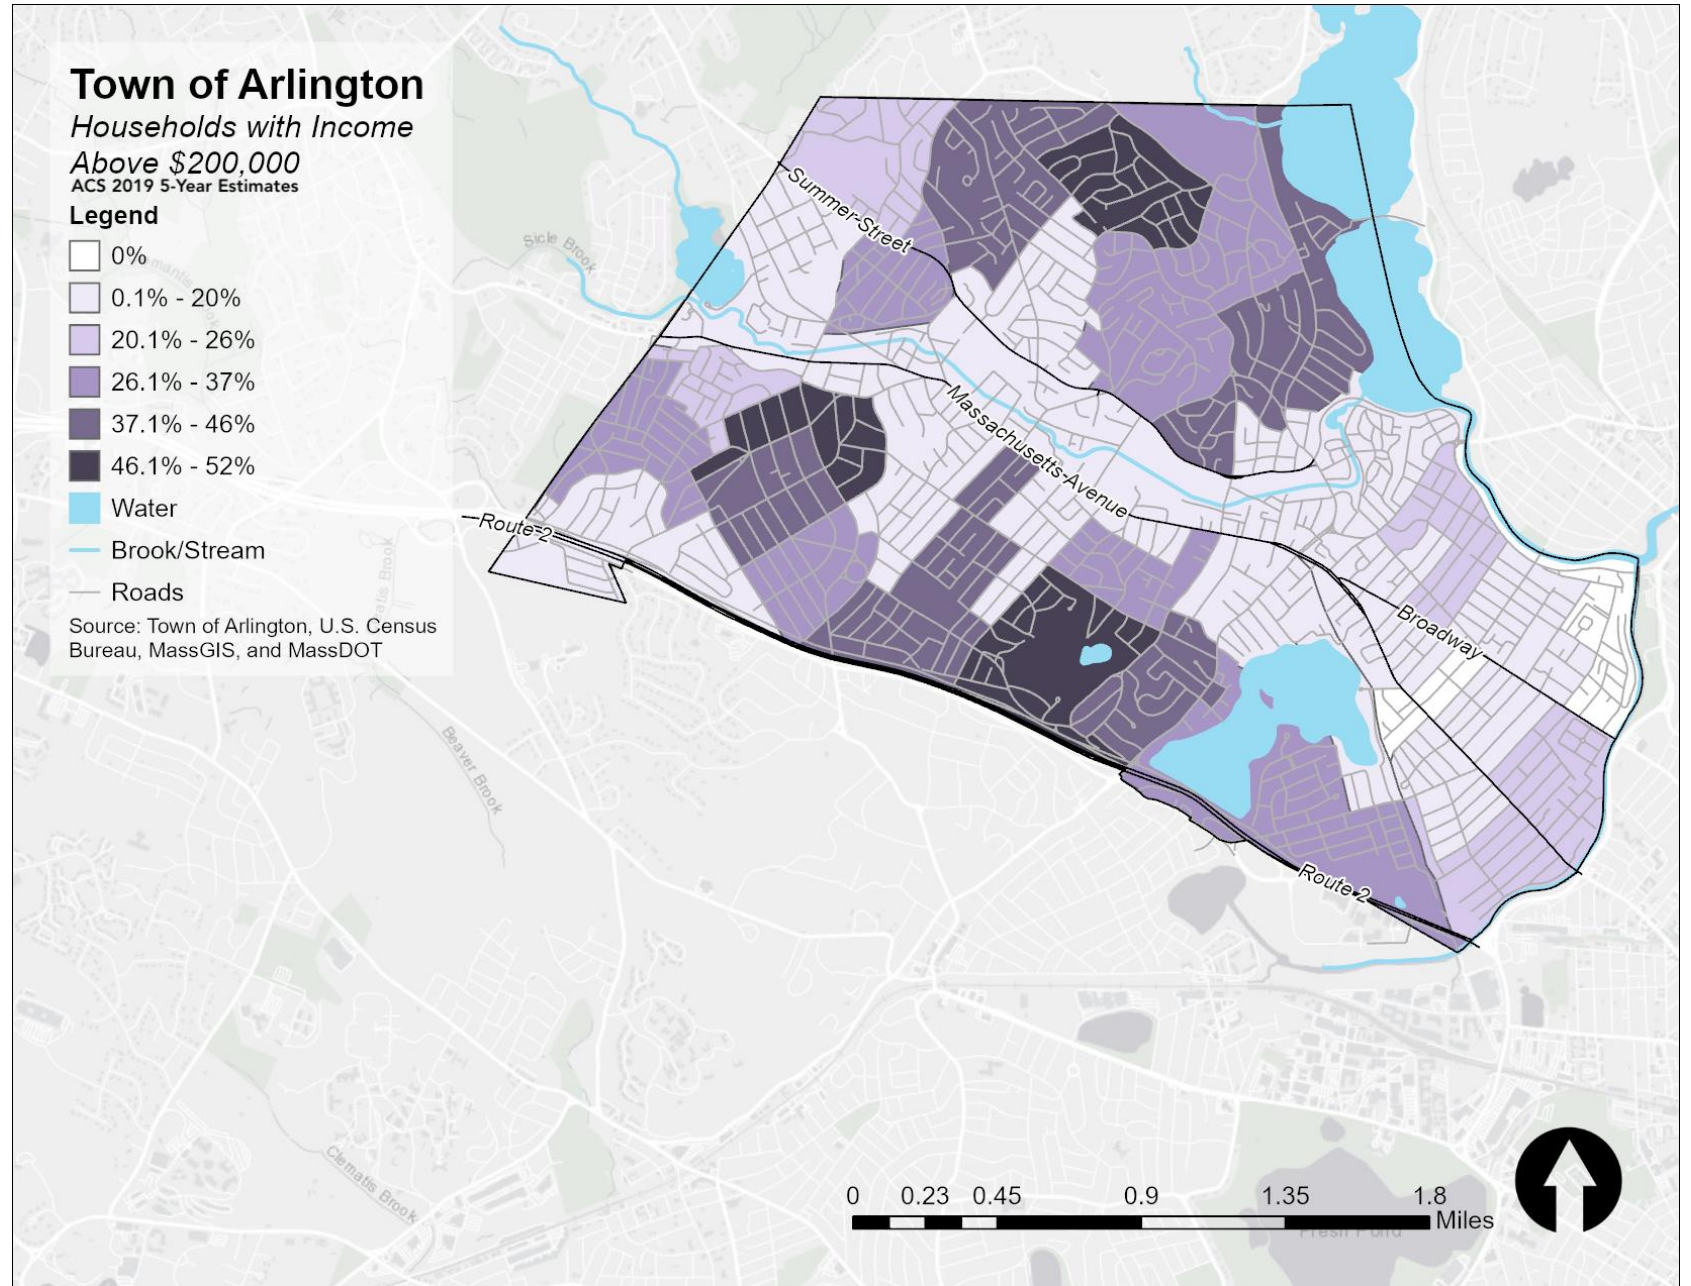 Town of Arlington
Households with Income
Above $200,000
ACS 2019 5-Year Estimates
Legend
0%
0.1% - 20%
20.1% - 26%
26.1% - 37%
37.1% - 46%
46.1% - 52%
Water
Brook/Stream
Roads
Source: Town of Arlington, U.S. Census
Bureau, MassGIS, and MassDOT
Sicle Brook
Summer-Street
Massachusetts-Avenue
Route-2
Broadway
Route-2
Beaver Brook
Clematis Brook
0 0.23 0.45 0.9 1.35 1.8
Miles
Fresh Pond